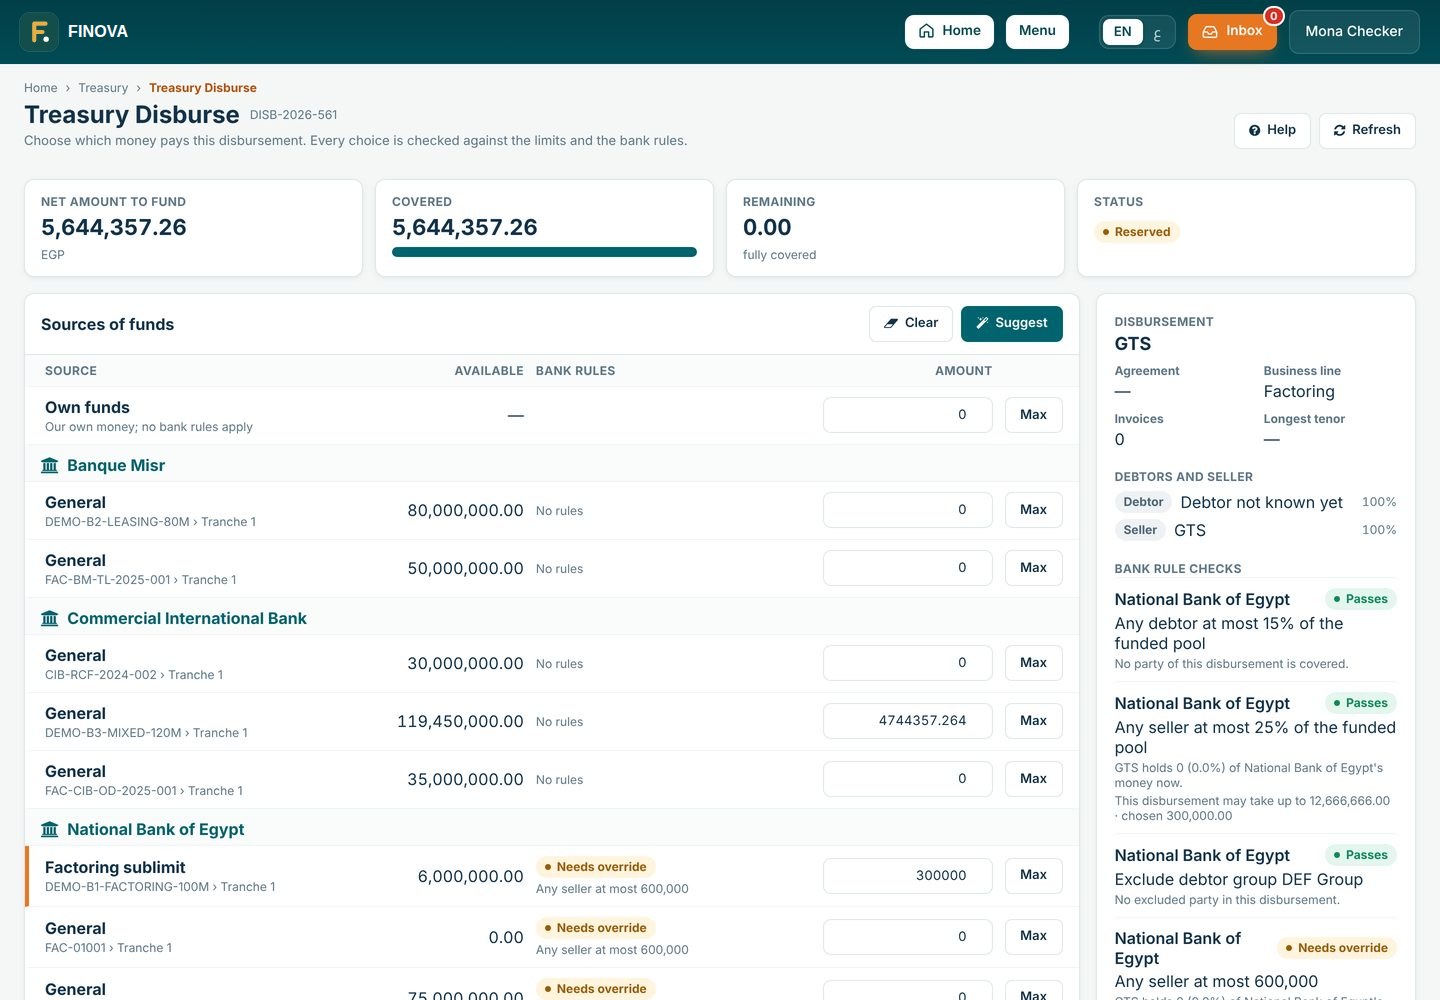 F.
FINOVA
Home
Menu
EN
ع
Inbox
0
Mona Checker
Home › Treasury › Treasury Disburse
Treasury Disburse DISB-2026-561
Choose which money pays this disbursement. Every choice is checked against the limits and the bank rules.
Help
Refresh
NET AMOUNT TO FUND
5,644,357.26
EGP
COVERED
5,644,357.26
REMAINING
0.00
fully covered
STATUS
Reserved
Sources of funds
Clear
Suggest
SOURCE AVAILABLE BANK RULES AMOUNT
Own funds — 0 Max
Our own money; no bank rules apply
Banque Misr
General 80,000,000.00 No rules 0 Max
DEMO-B2-LEASING-80M › Tranche 1
General 50,000,000.00 No rules 0 Max
FAC-BM-TL-2025-001 › Tranche 1
Commercial International Bank
General 30,000,000.00 No rules 0 Max
CIB-RCF-2024-002 › Tranche 1
General 119,450,000.00 No rules 4744357.264 Max
DEMO-B3-MIXED-120M › Tranche 1
General 35,000,000.00 No rules 0 Max
FAC-CIB-OD-2025-001 › Tranche 1
National Bank of Egypt
Factoring sublimit 6,000,000.00 Needs override 300000 Max
DEMO-B1-FACTORING-100M › Tranche 1 Any seller at most 600,000
General 0.00 Needs override 0 Max
FAC-01001 › Tranche 1 Any seller at most 600,000
General 75,000,000.00 Needs override 0 Max
DISBURSEMENT
GTS
Agreement Business line
— Factoring
Invoices Longest tenor
0 —
DEBTORS AND SELLER
Debtor Debtor not known yet 100%
Seller GTS 100%
BANK RULE CHECKS
National Bank of Egypt Passes
Any debtor at most 15% of the
funded pool
No party of this disbursement is covered.
National Bank of Egypt Passes
Any seller at most 25% of the funded
pool
GTS holds 0 (0.0%) of National Bank of Egypt's
money now.
This disbursement may take up to 12,666,666.00
· chosen 300,000.00
National Bank of Egypt Passes
Exclude debtor group DEF Group
No excluded party in this disbursement.
National Bank of
Egypt Needs override
Any seller at most 600,000
GTS holds 0 (0.0%) of National Bank of Egypt's